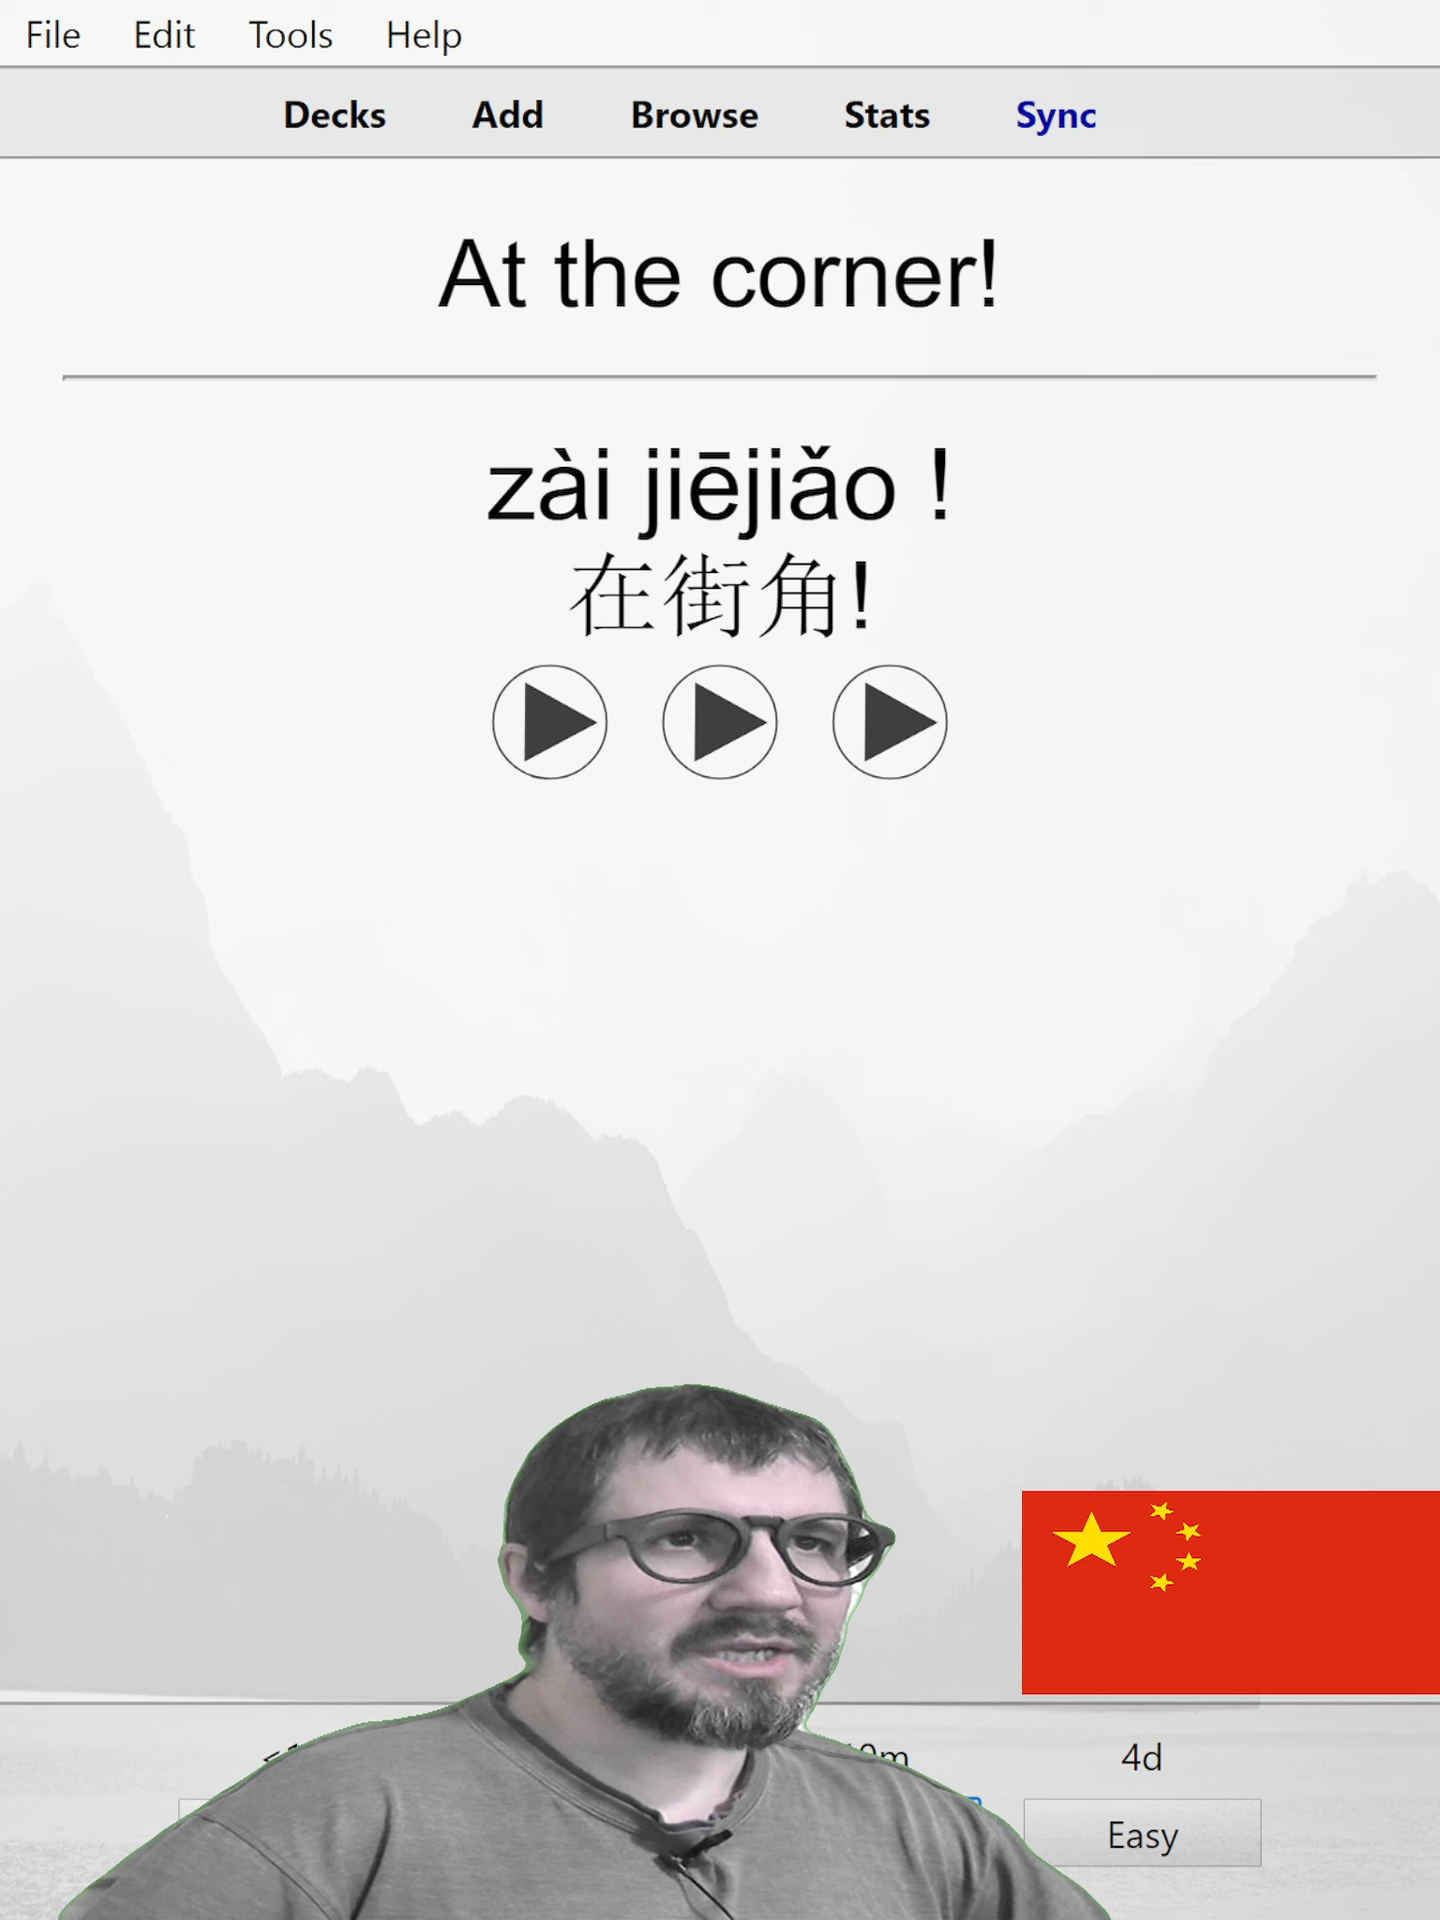 File Edit Tools Help
Decks Add Browse Stats Sync
At the corner!
zài jiējiǎo !
在街角!
4d
Easy